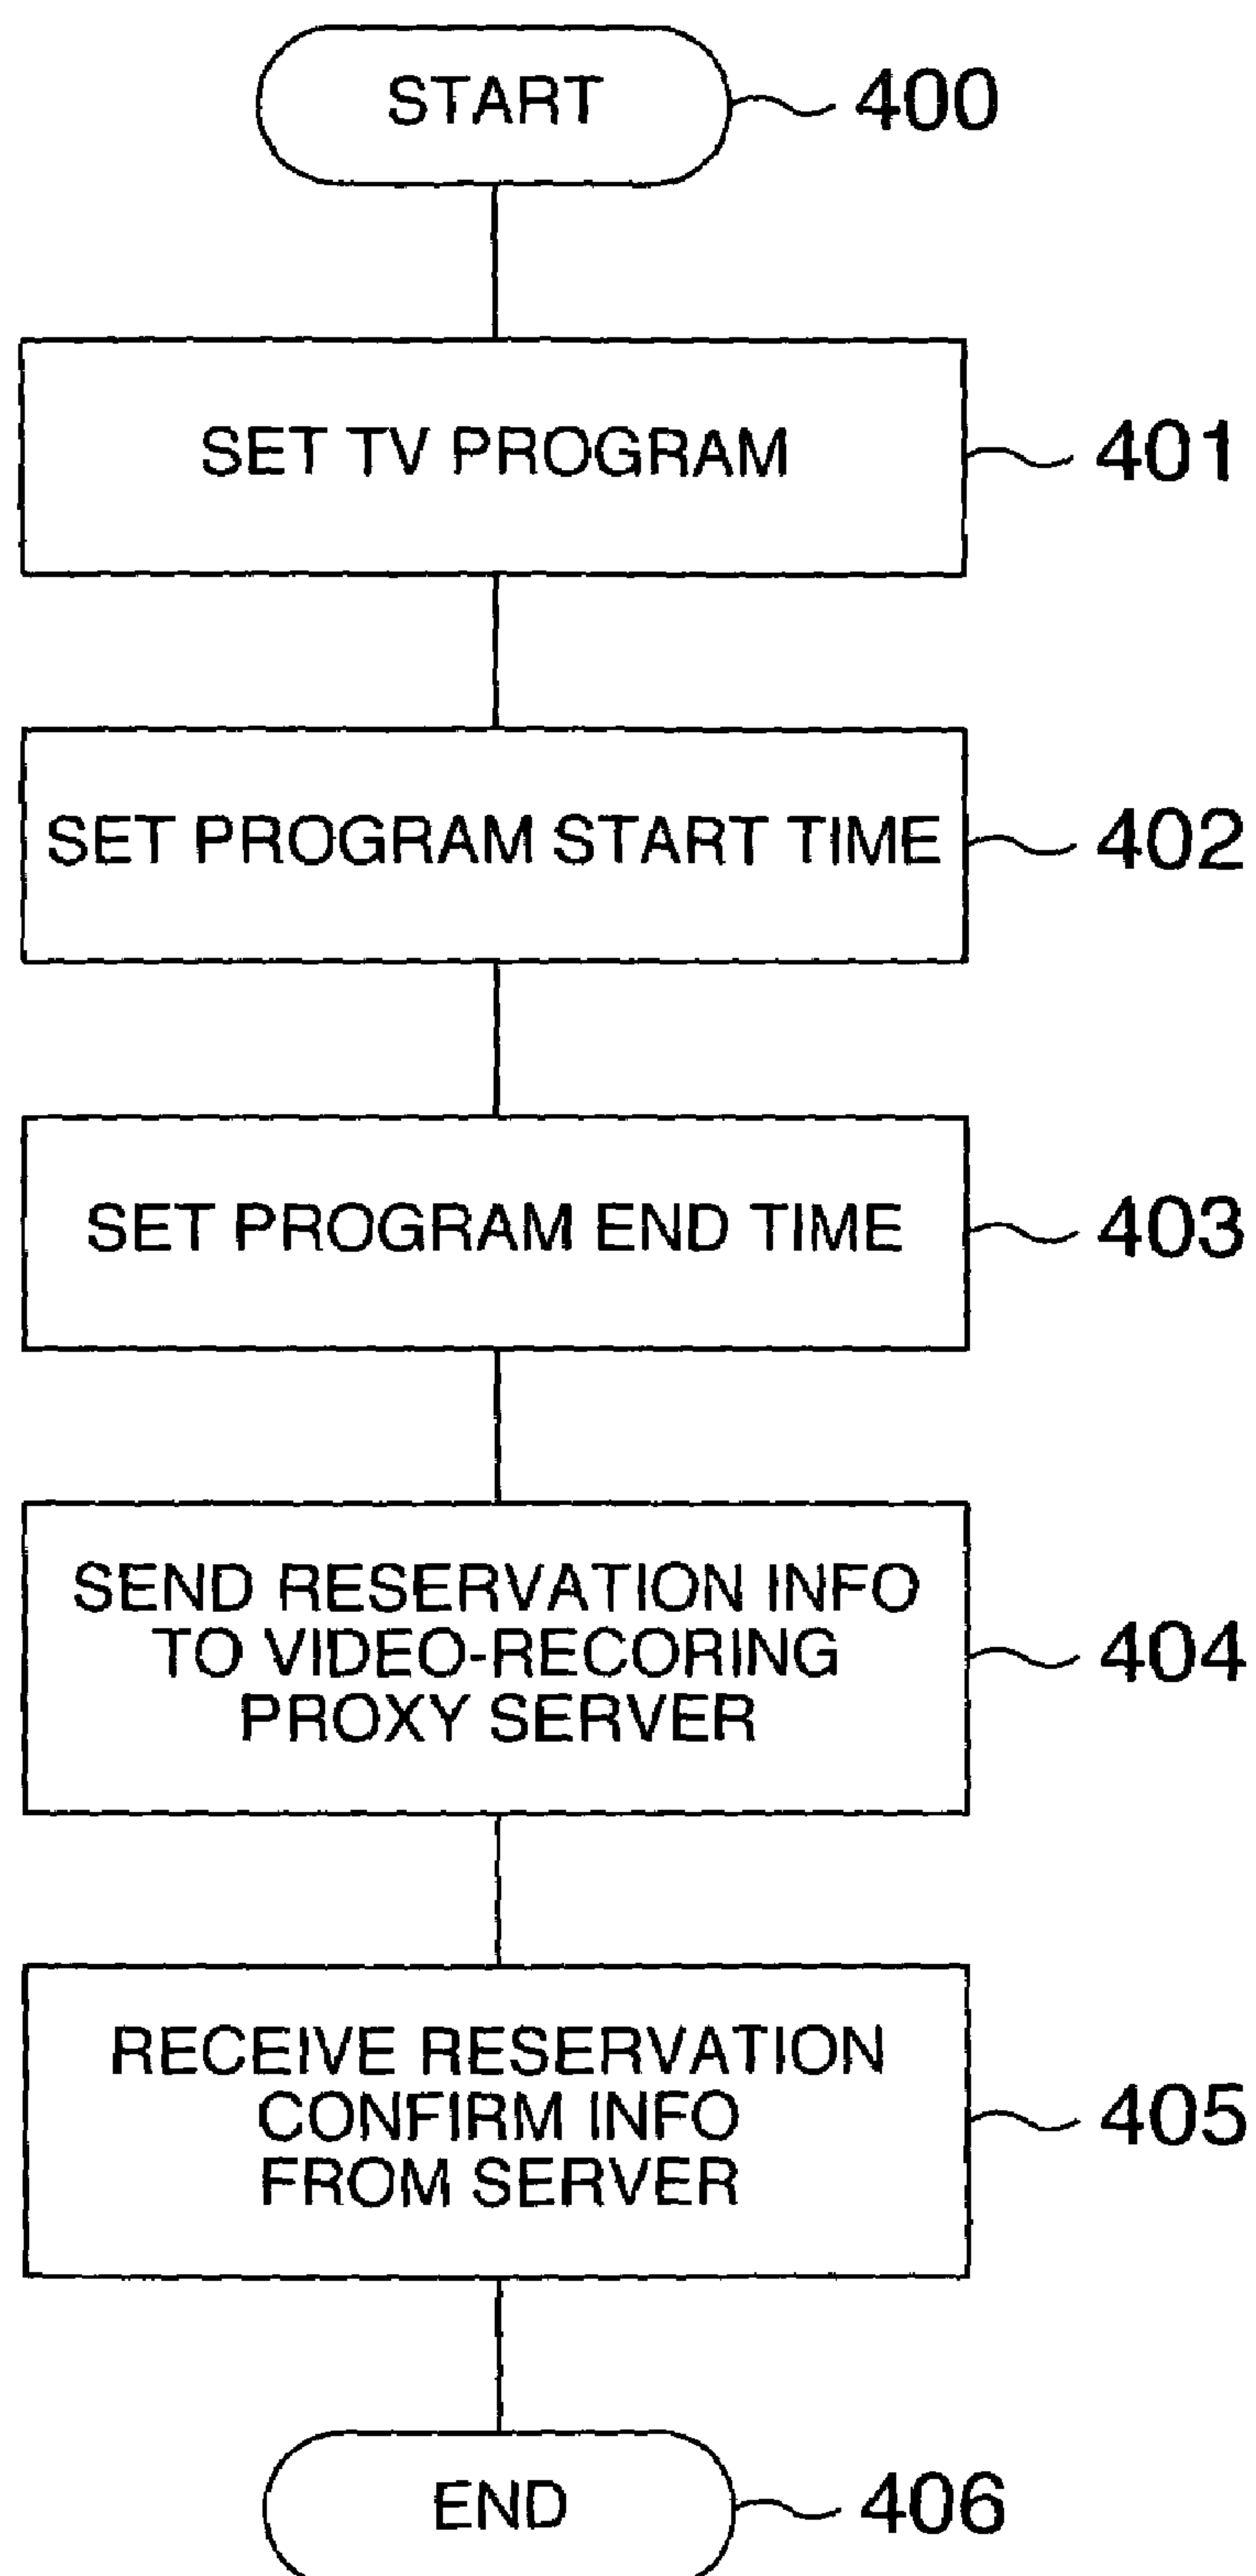 START 400
SET TV PROGRAM 401
SET PROGRAM START TIME 402
SET PROGRAM END TIME 403
SEND RESERVATION INFO
TO VIDEO-RECORING 404
PROXY SERVER
RECEIVE RESERVATION
CONFIRM INFO 405
FROM SERVER
END 406